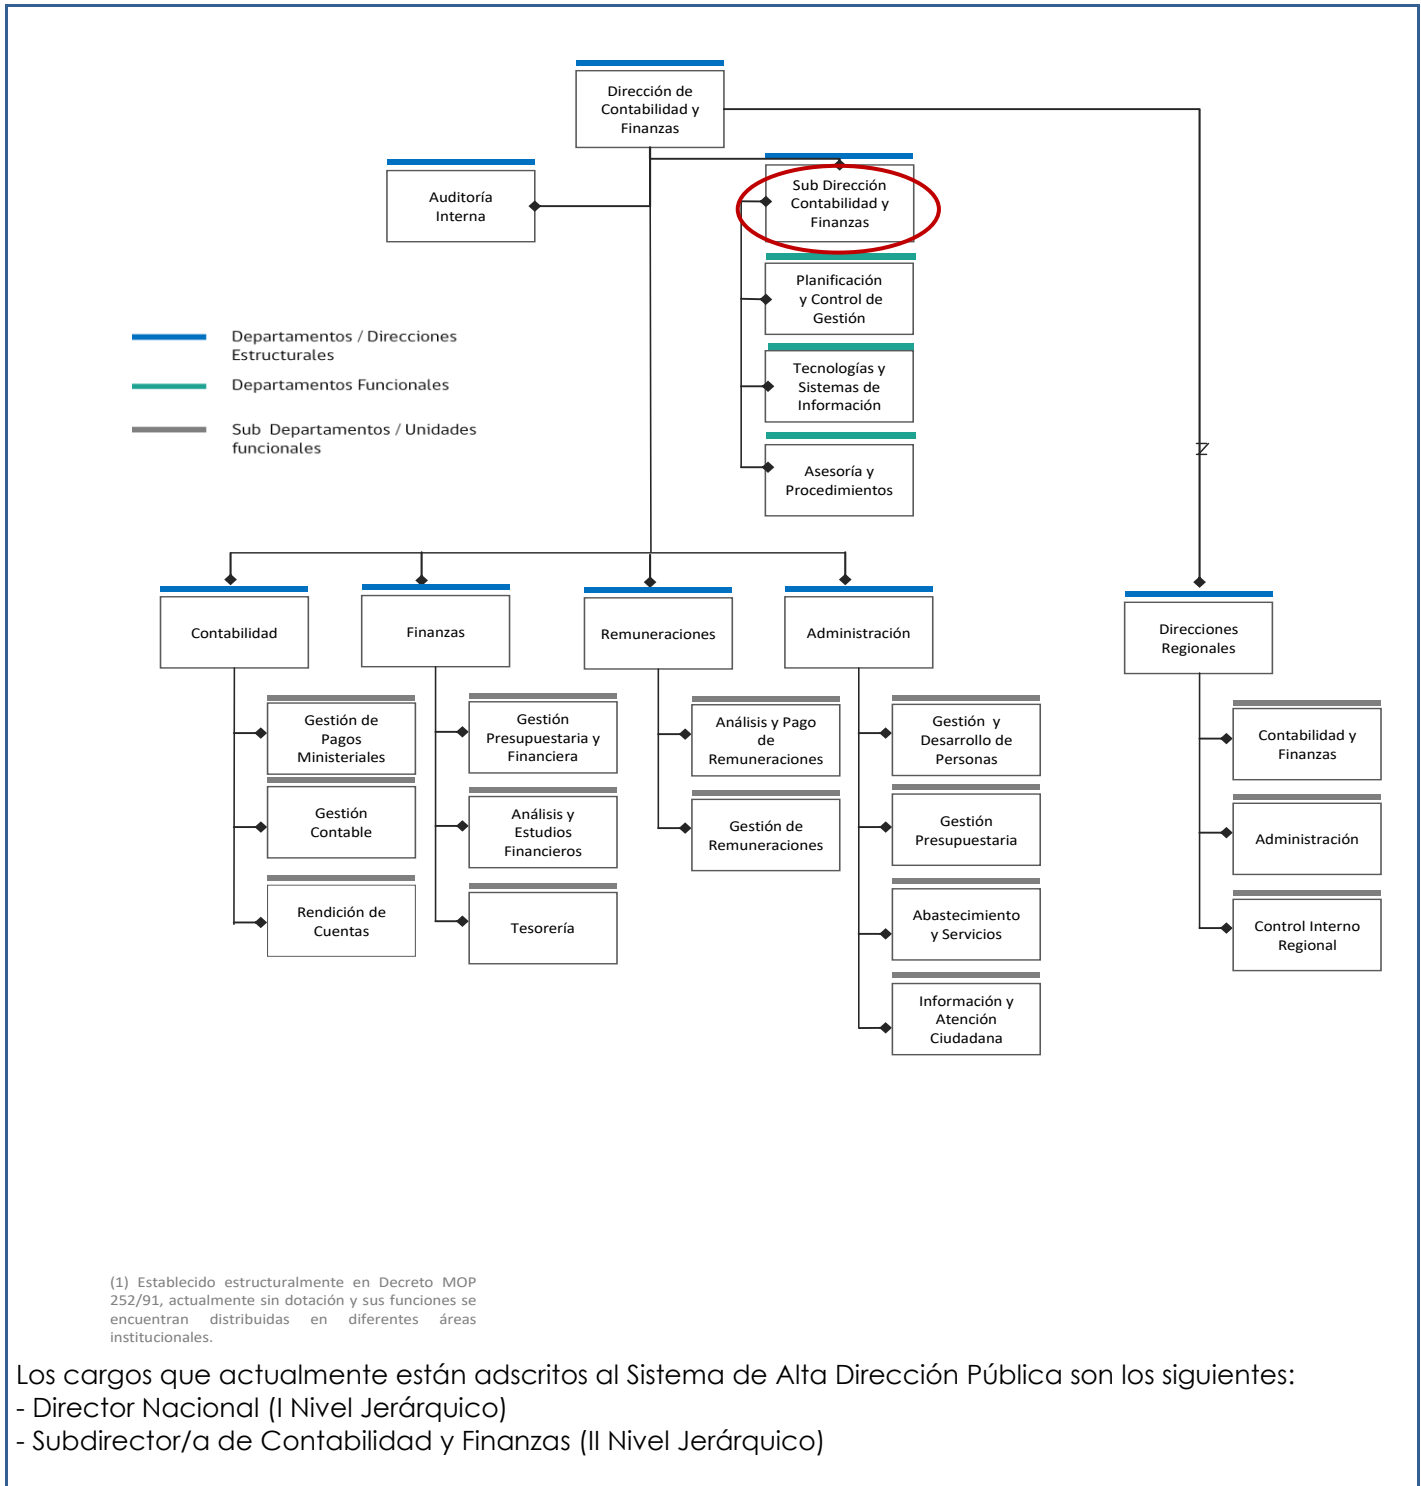 Dirección de
Contabilidad y
Finanzas
Auditoría
Interna
Sub Dirección
Contabilidad y
Finanzas
Planificación
y Control de
Gestión
Tecnologías y
Sistemas de
Información
Asesoría y
Procedimientos
Departamentos / Direcciones
Estructurales
Departamentos Funcionales
Sub Departamentos / Unidades
funcionales
Z
Contabilidad
Finanzas
Remuneraciones
Administración
Direcciones
Regionales
Gestión de
Pagos
Ministeriales
Gestión
Contable
Rendición de
Cuentas
Gestión
Presupuestaria y
Financiera
Análisis y
Estudios
Financieros
Tesorería
Análisis y Pago
de
Remuneraciones
Gestión de
Remuneraciones
Gestión y
Desarrollo de
Personas
Gestión
Presupuestaria
Abastecimiento
y Servicios
Información y
Atención
Ciudadana
Contabilidad y
Finanzas
Administración
Control Interno
Regional
(1) Establecido estructuralmente en Decreto MOP
252/91, actualmente sin dotación y sus funciones se
encuentran distribuidas en diferentes áreas
institucionales.
Los cargos que actualmente están adscritos al Sistema de Alta Dirección Pública son los siguientes:
- Director Nacional (I Nivel Jerárquico)
- Subdirector/a de Contabilidad y Finanzas (II Nivel Jerárquico)